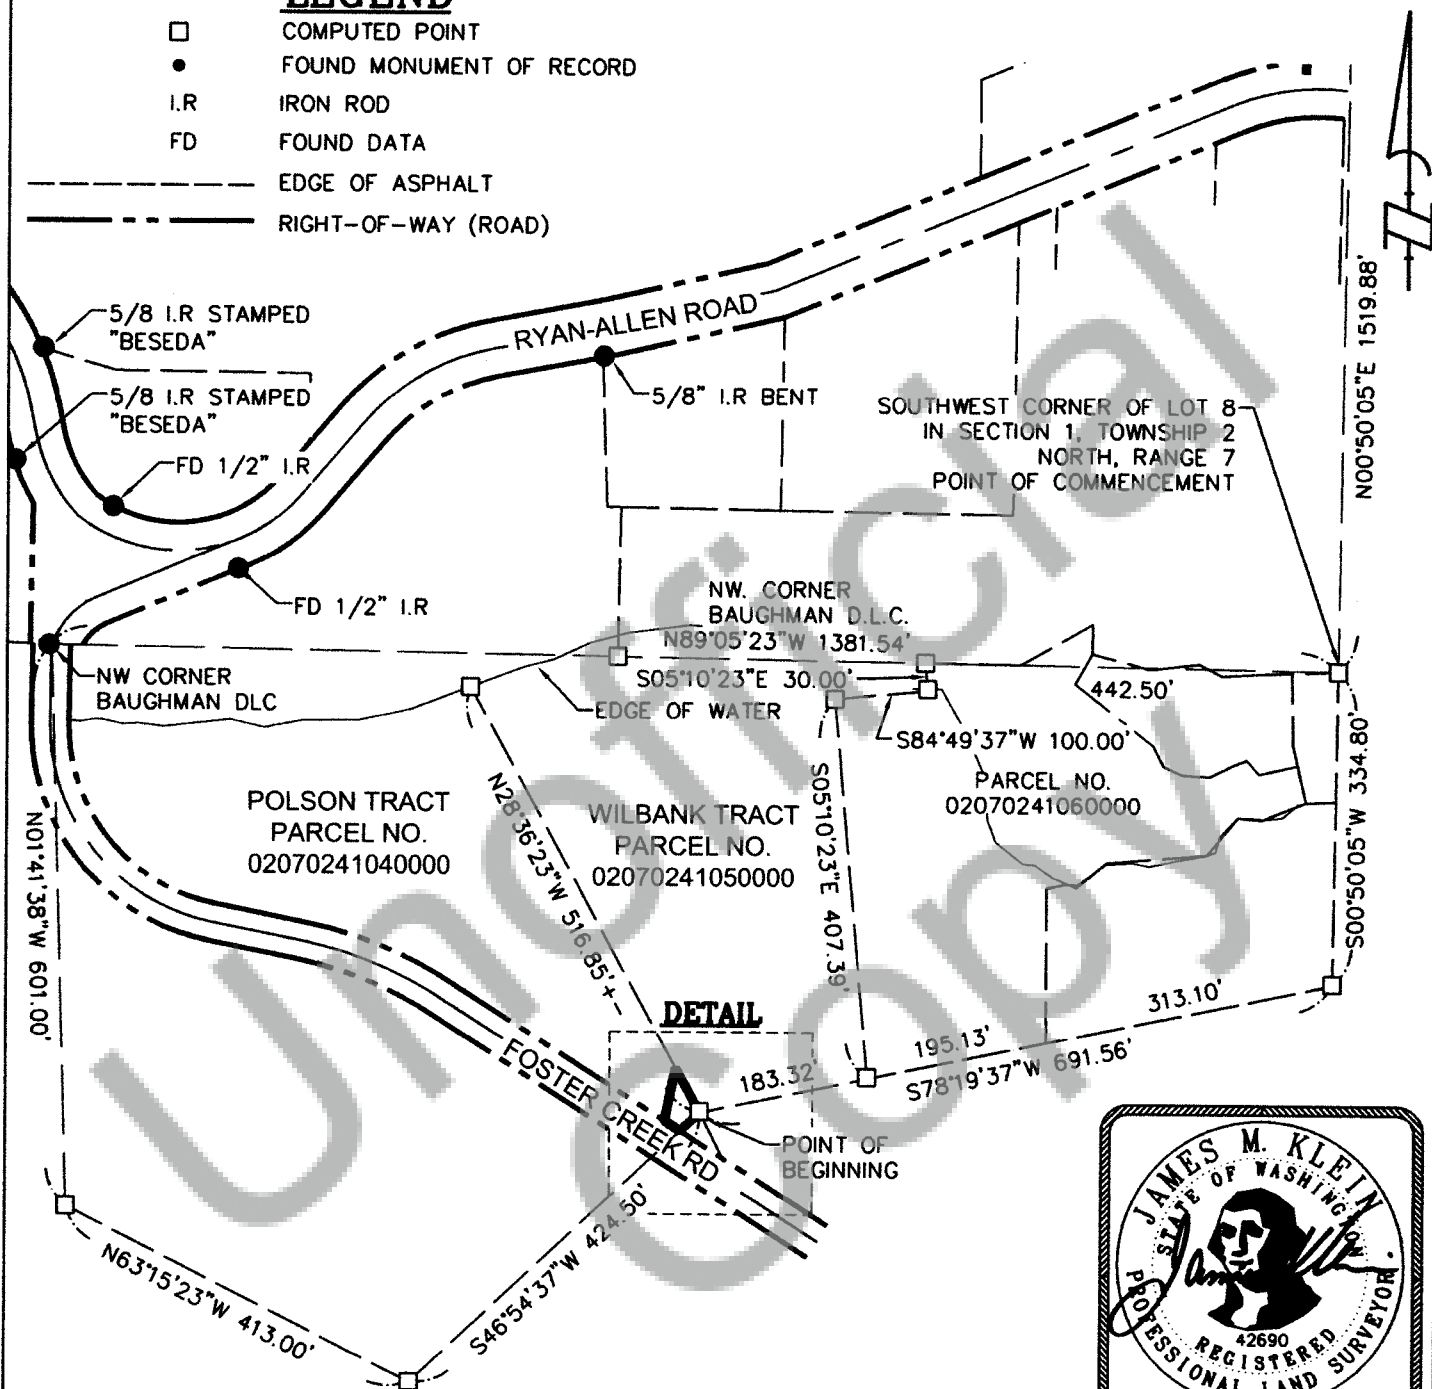 LEGEND
COMPUTED POINT
FOUND MONUMENT OF RECORD
I.R IRON ROD
FD FOUND DATA
EDGE OF ASPHALT
RIGHT-OF-WAY (ROAD)
5/8 I.R STAMPED
"BESEDA"
5/8 I.R STAMPED
"BESEDA"
FD 1/2" I.R
RYAN-ALLEN ROAD
5/8" I.R BENT
SOUTHWEST CORNER OF LOT 8
IN SECTION 1, TOWNSHIP 2
NORTH, RANGE 7
POINT OF COMMENCEMENT
N00°50'05"E 1519.88'
FD 1/2" I.R
NW. CORNER
BAUGHMAN D.L.C.
N89°05'23"W 1381.54'
NW CORNER
BAUGHMAN DLC
S05°10'23"E 30.00'
EDGE OF WATER
442.50'
S84°49'37"W 100.00'
PARCEL NO.
02070241060000
S00°50'05"W 334.80'
POLSON TRACT
PARCEL NO.
02070241040000
N28°36'23"W 516.85'+
WILBANK TRACT
PARCEL NO.
02070241050000
S05°10'23"E 407.39'
N01°41'38"W 601.00'
DETAIL
313.10'
195.13'
S78°19'37"W 691.56'
183.32'
FOSTER CREEK RD
POINT OF
BEGINNING
N63°15'23"W 413.00'
S46°54'37"W 424.50'
JAMES M. KLEIN
STATE OF WASHINGTON
42690
REGISTERED
PROFESSIONAL LAND SURVEYOR
Unofficial
Copy